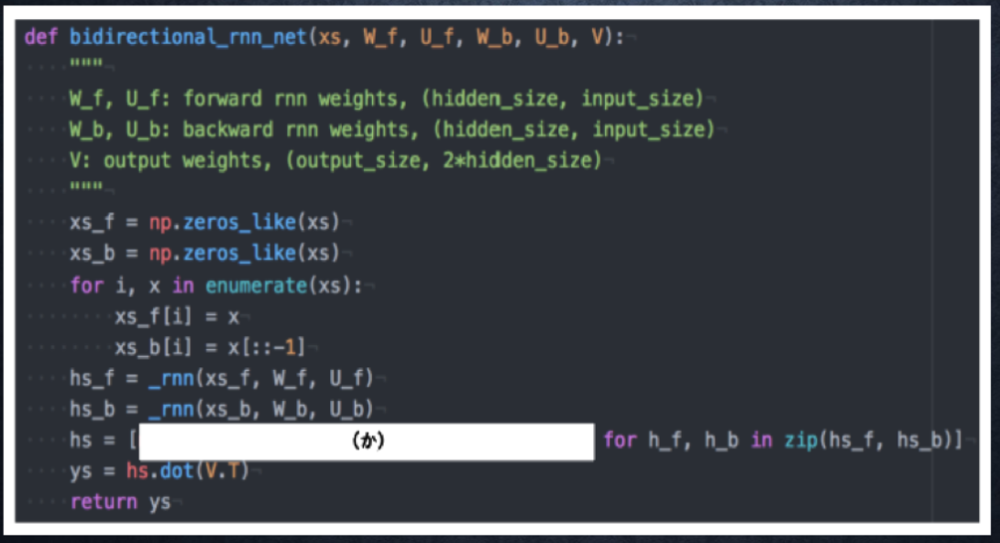 def bidirectional_rnn_net(xs, W_f, U_f, W_b, U_b, V):
    """
    W_f, U_f: forward rnn weights, (hidden_size, input_size)
    W_b, U_b: backward rnn weights, (hidden_size, input_size)
    V: output weights, (output_size, 2*hidden_size)
    """
    xs_f = np.zeros_like(xs)
    xs_b = np.zeros_like(xs)
    for i, x in enumerate(xs):
        xs_f[i] = x
        xs_b[i] = x[::-1]
    hs_f = _rnn(xs_f, W_f, U_f)
    hs_b = _rnn(xs_b, W_b, U_b)
    hs = [ (か) for h_f, h_b in zip(hs_f, hs_b)]
    ys = hs.dot(V.T)
    return ys